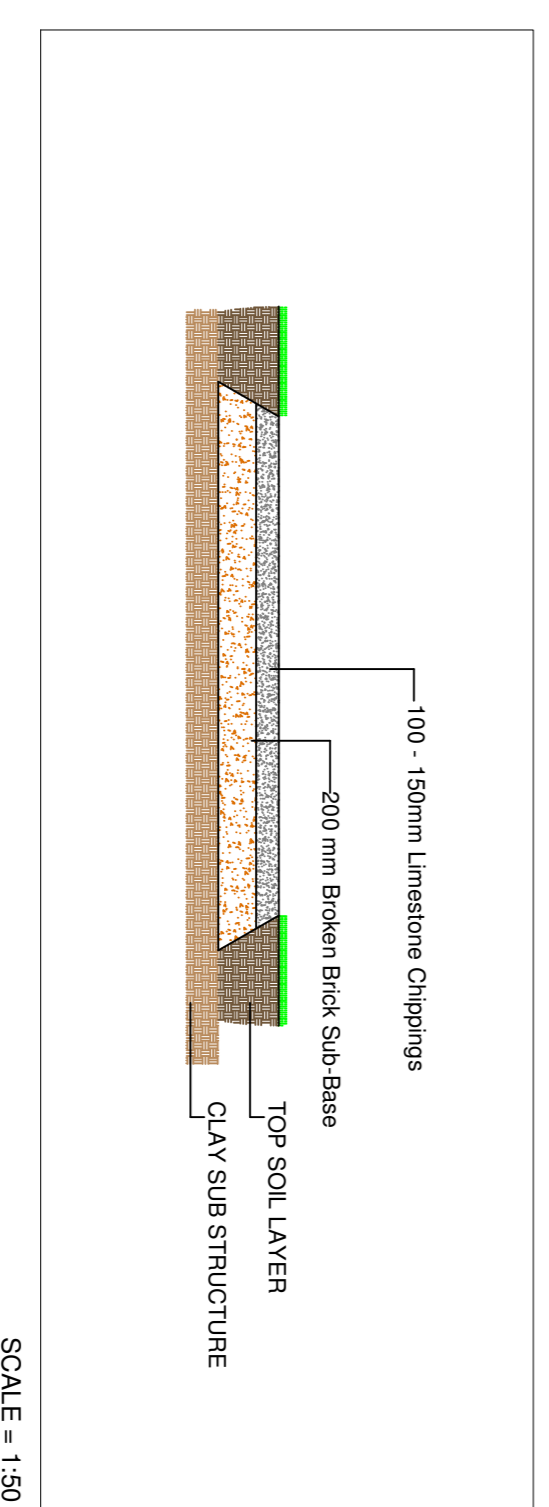 100 - 150mm Limestone Chippings
200 mm Broken Brick Sub-Base
TOP SOIL LAYER
CLAY SUB STRUCTURE
SCALE = 1:50